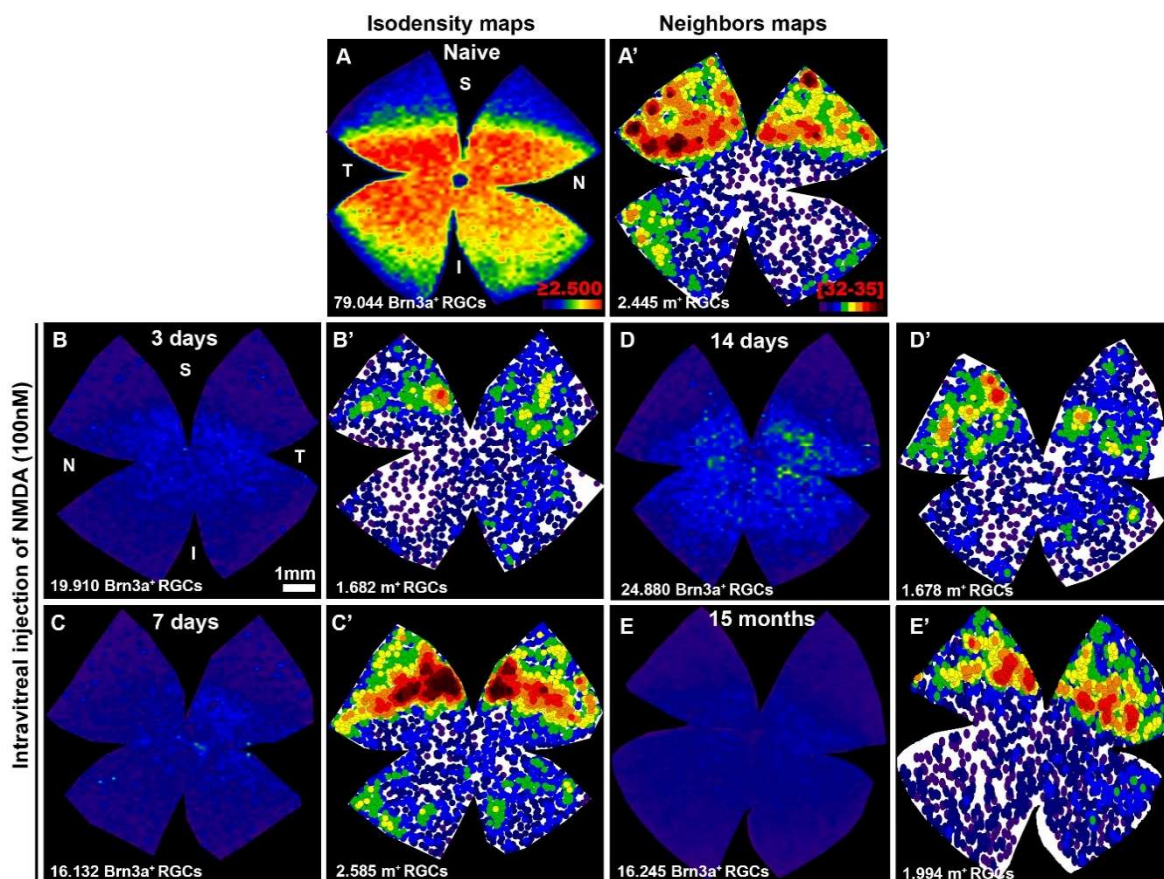 Isodensity maps
Neighbors maps
A
Naive
S
T
N
I
≥2.500
79.044 Brn3a⁺ RGCs
A'
[32-35]
2.445 m⁺ RGCs
Intravitreal injection of NMDA (100nM)
B
3 days
S
N
T
I
1mm
19.910 Brn3a⁺ RGCs
B'
1.682 m⁺ RGCs
D
14 days
24.880 Brn3a⁺ RGCs
D'
1.678 m⁺ RGCs
C
7 days
16.132 Brn3a⁺ RGCs
C'
2.585 m⁺ RGCs
E
15 months
16.245 Brn3a⁺ RGCs
E'
1.994 m⁺ RGCs